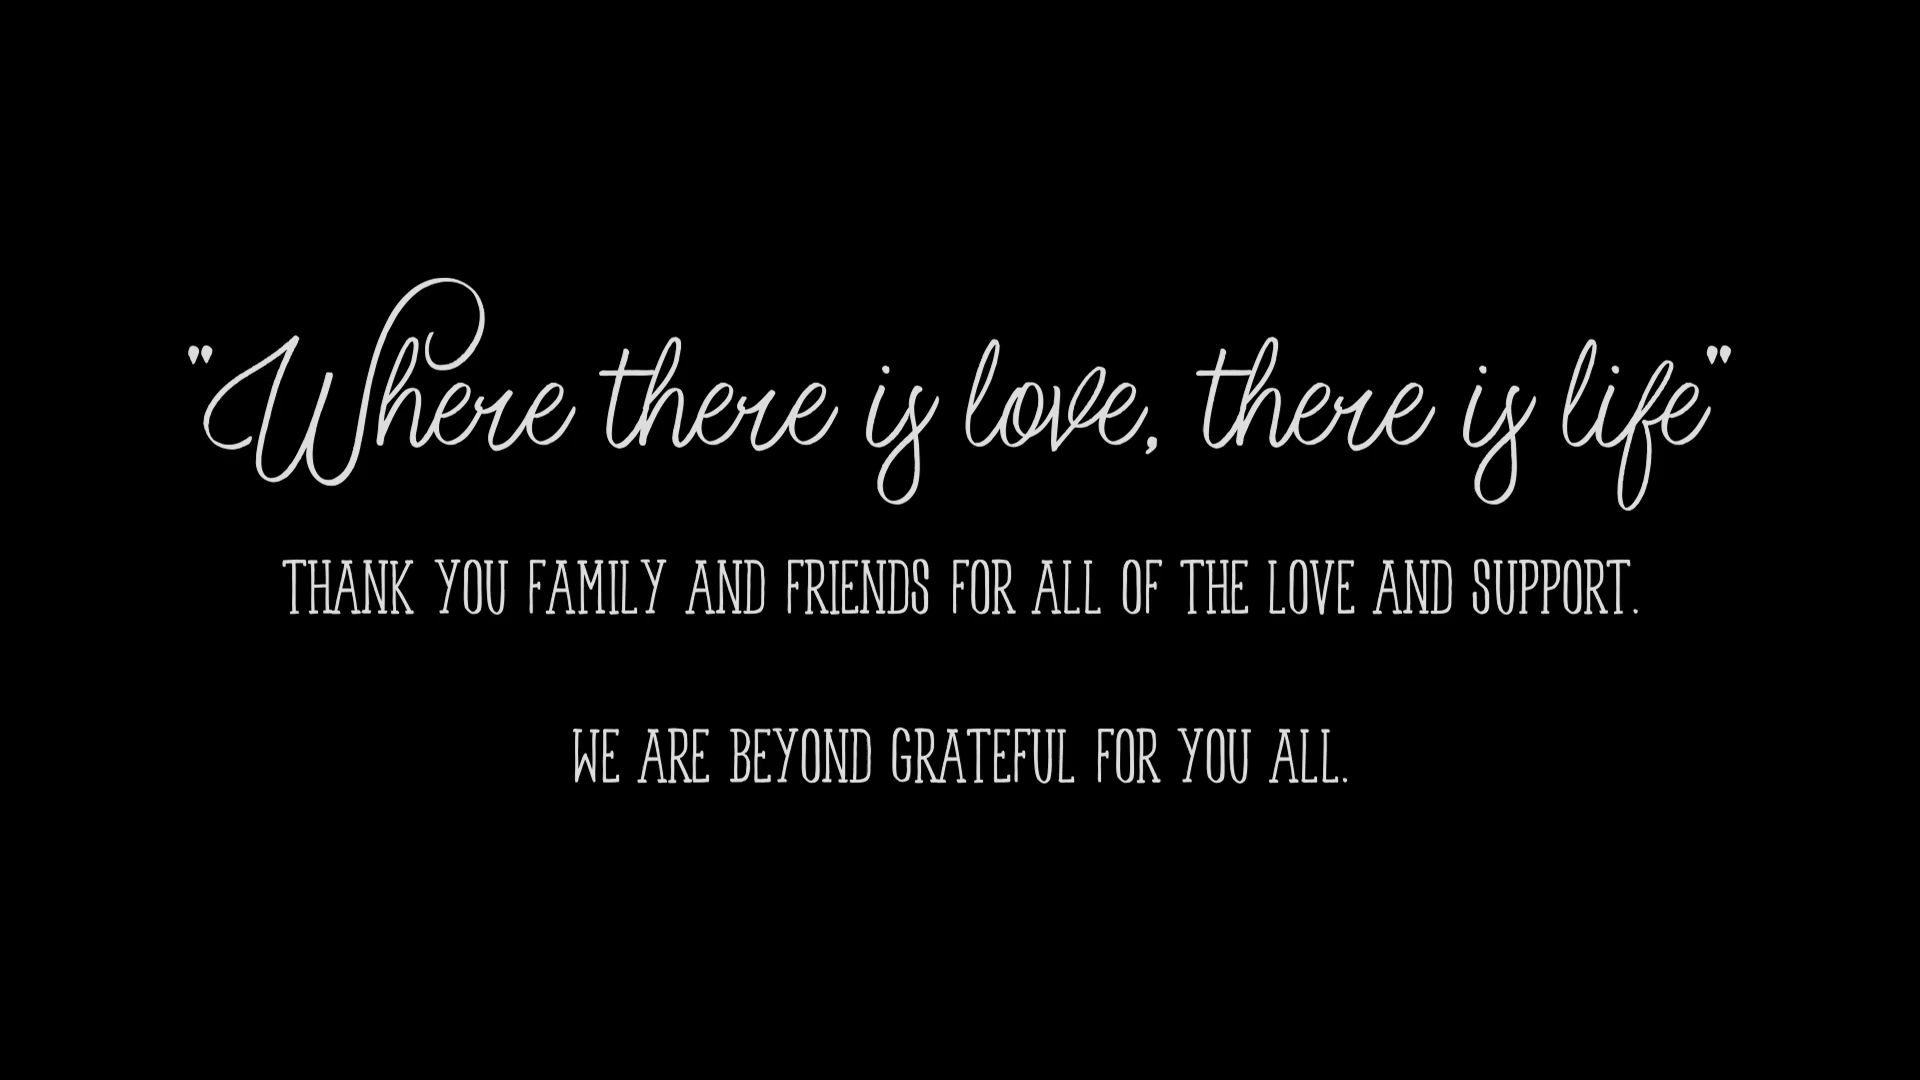 "Where there is love, there is life"
THANK YOU FAMILY AND FRIENDS FOR ALL OF THE LOVE AND SUPPORT.
WE ARE BEYOND GRATEFUL FOR YOU ALL.